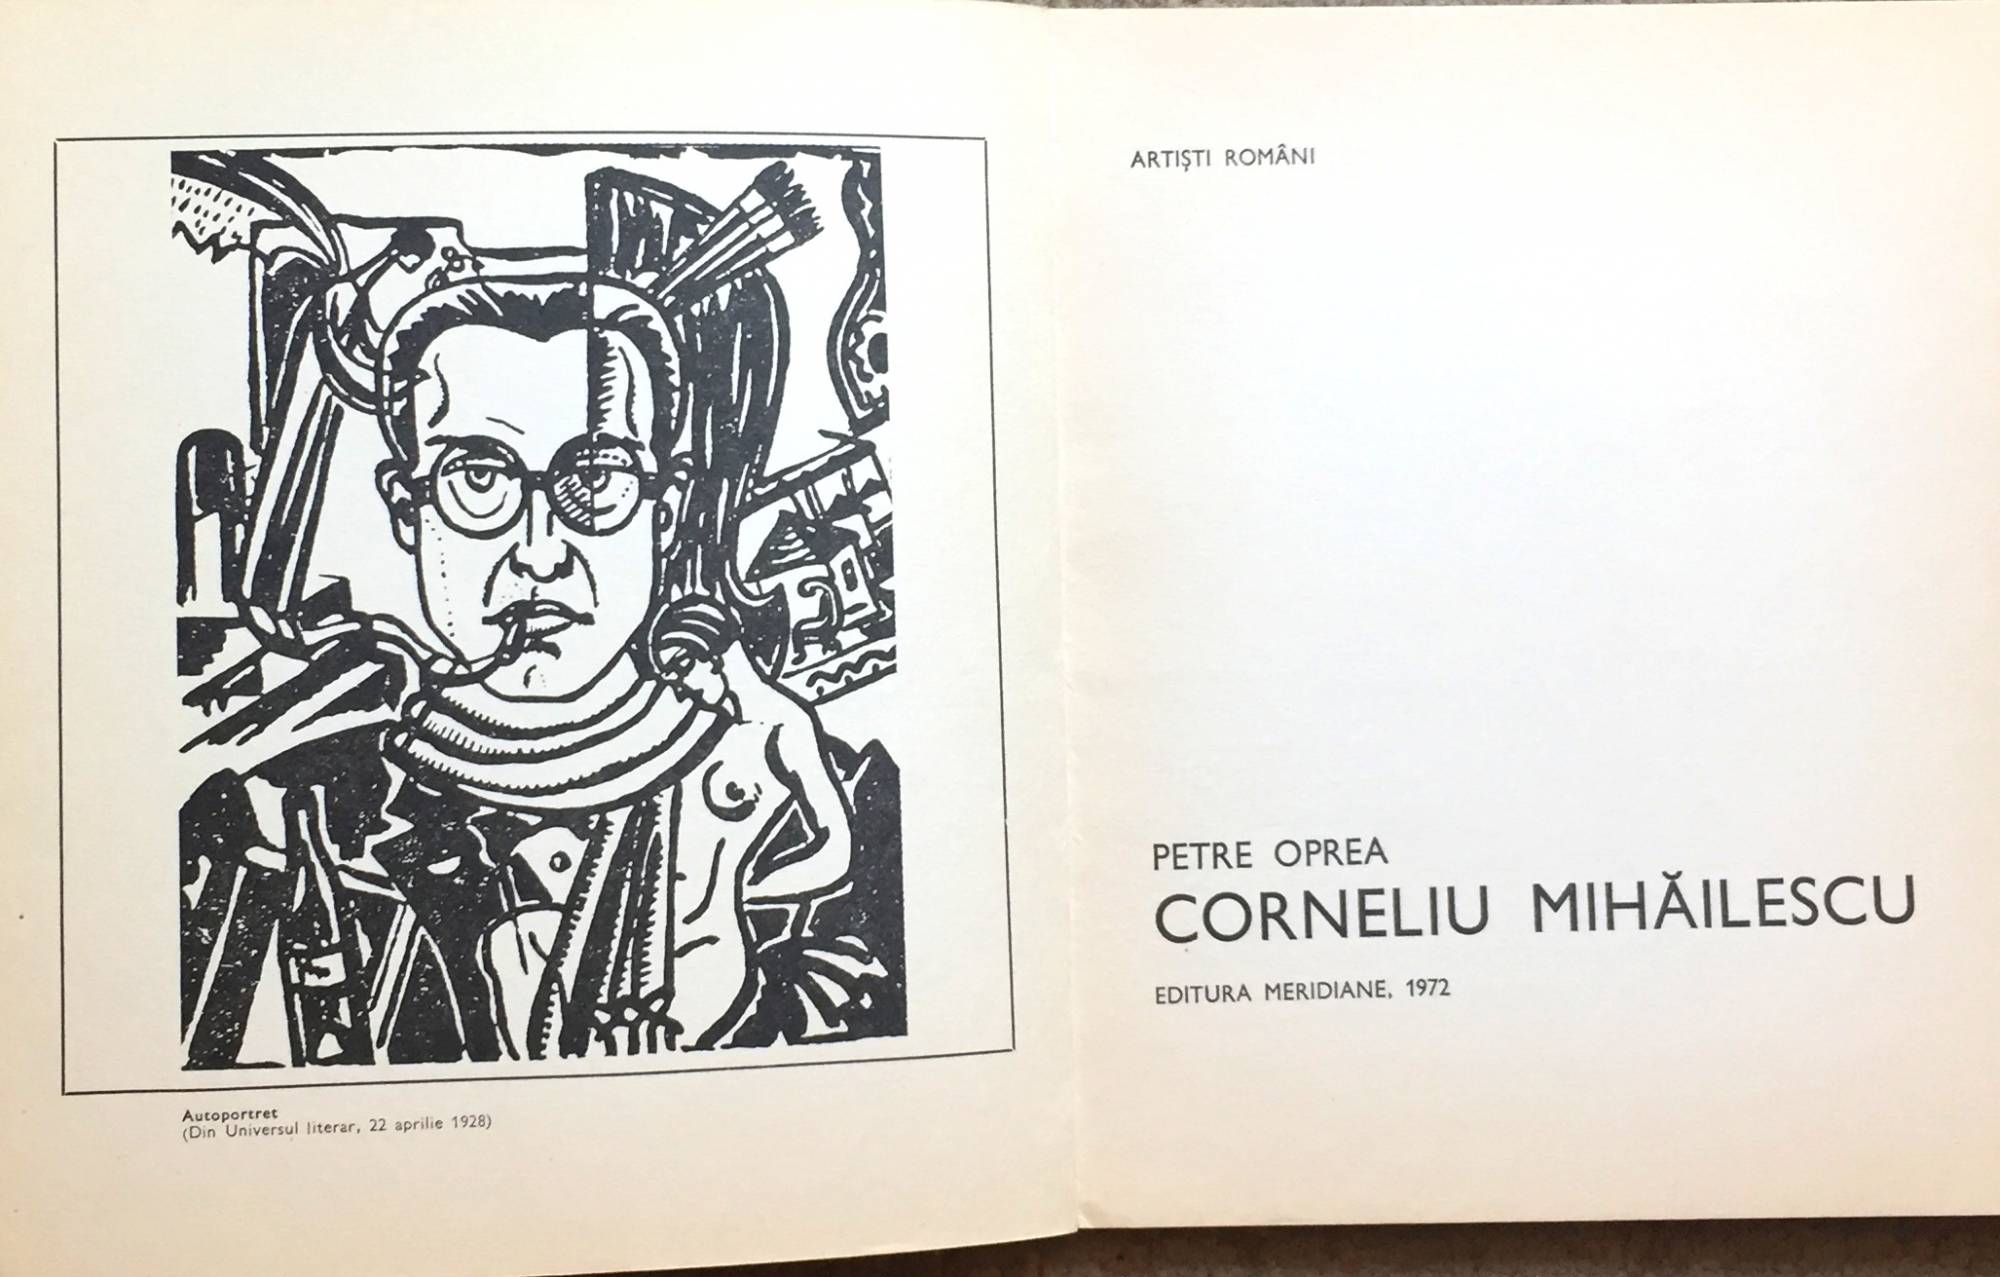 Autoportret
(Din Universul literar, 22 aprilie 1928)
ARTIȘTI ROMÂNI
PETRE OPREA
CORNELIU MIHĂILESCU
EDITURA MERIDIANE, 1972